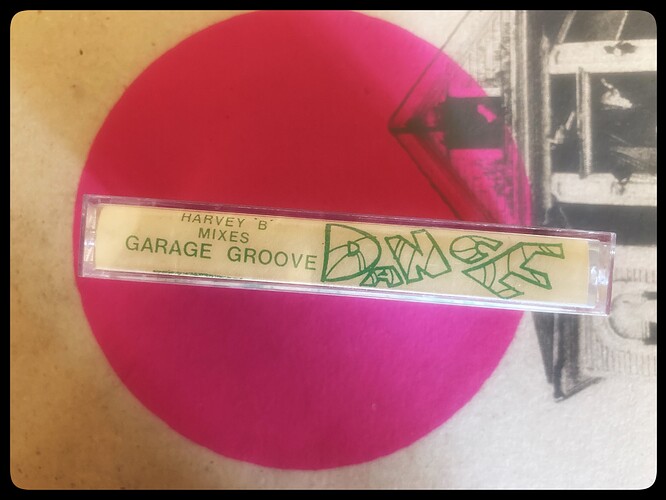 HARVEY 'B'
MIXES
GARAGE GROOVE
DANCE